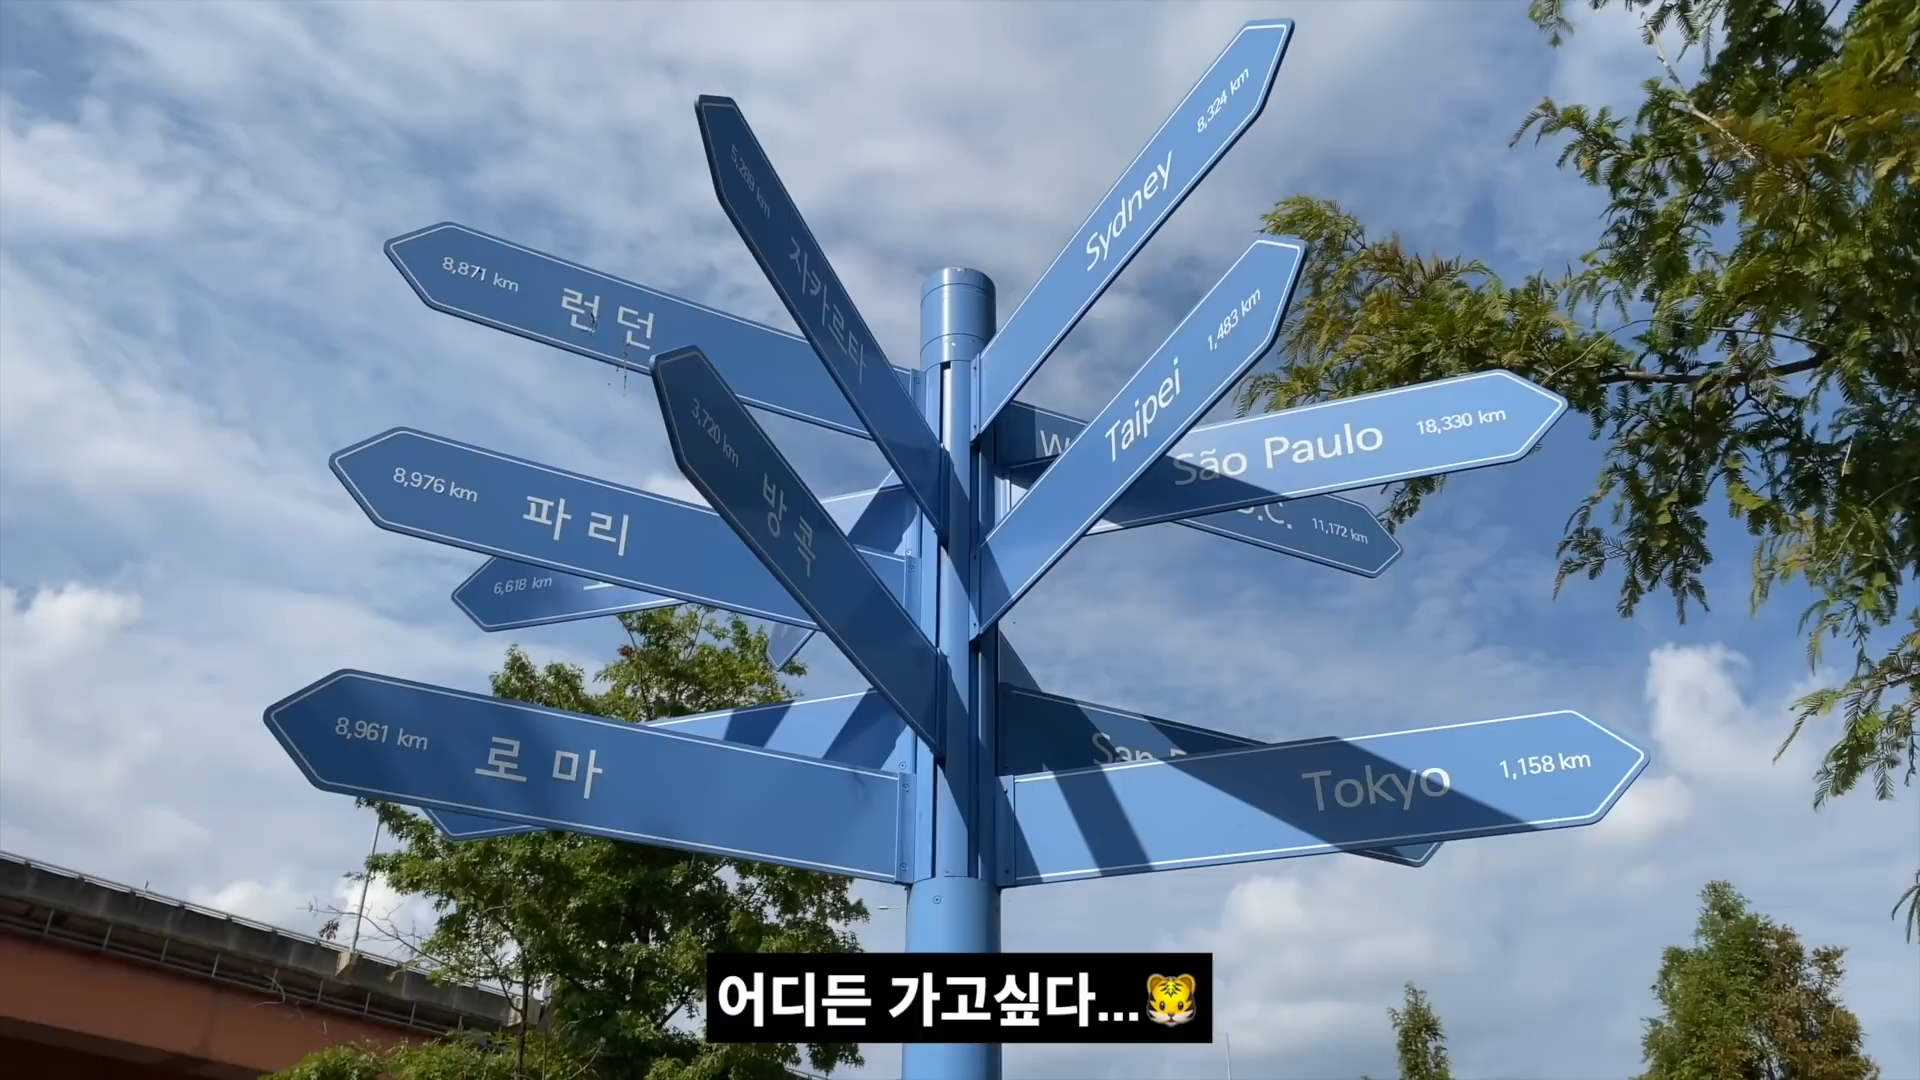 8,324 km
Sydney
5,289 km
자카르타
8,871 km
런던
1,483 km
Taipei
3,720 km
방콕
São Paulo
18,330 km
8,976 km
파리
.C.
11,172 km
6,618 km
8,961 km
로마
San
Tokyo
1,158 km
어디든 가고싶다...🐯